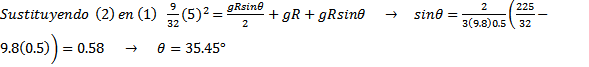 Sustituyendo (2) en (1) 9/32 (5)² = gRsinθ/2 + gR + gRsinθ → sinθ = 2/3(9.8)0.5 (225/32 −
9.8(0.5)) = 0.58 → θ = 35.45°